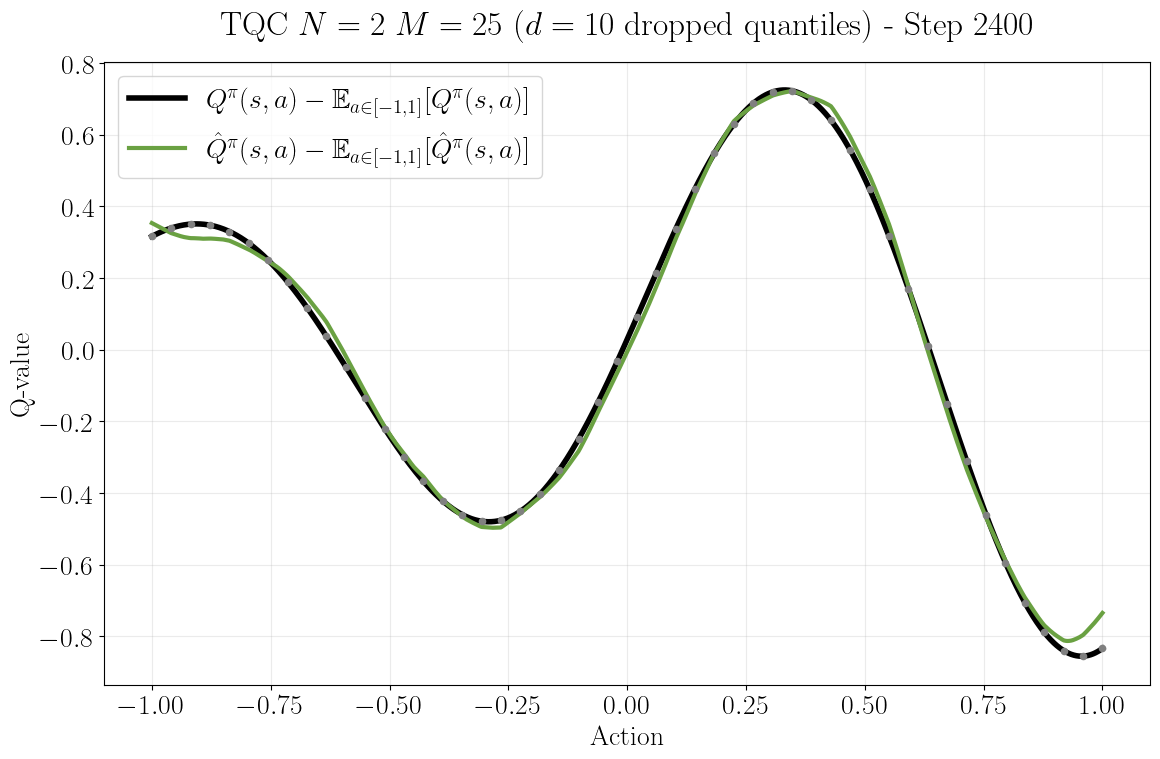 TQC N = 2 M = 25 (d = 10 dropped quantiles) - Step 2400
Q^π(s, a) − 𝔼_{a∈[−1,1]}[Q^π(s, a)]
Q̂^π(s, a) − 𝔼_{a∈[−1,1]}[Q̂^π(s, a)]
0.8
0.6
0.4
0.2
0.0
−0.2
−0.4
−0.6
−0.8
Q-value
−1.00 −0.75 −0.50 −0.25 0.00 0.25 0.50 0.75 1.00
Action